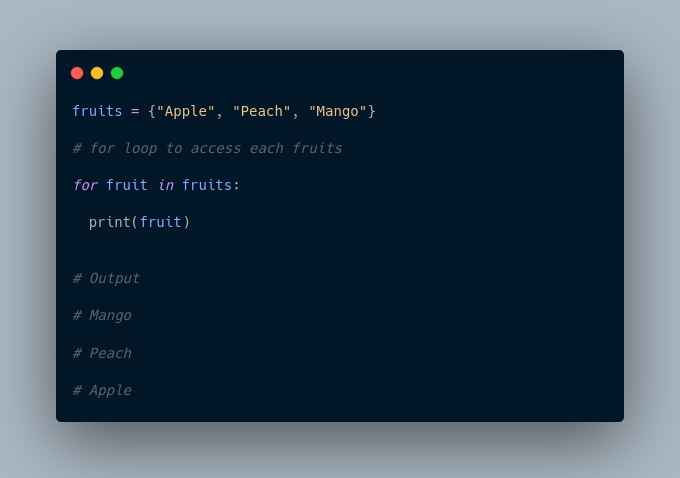 fruits = {"Apple", "Peach", "Mango"}
# for loop to access each fruits
for fruit in fruits:
  print(fruit)
# Output
# Mango
# Peach
# Apple